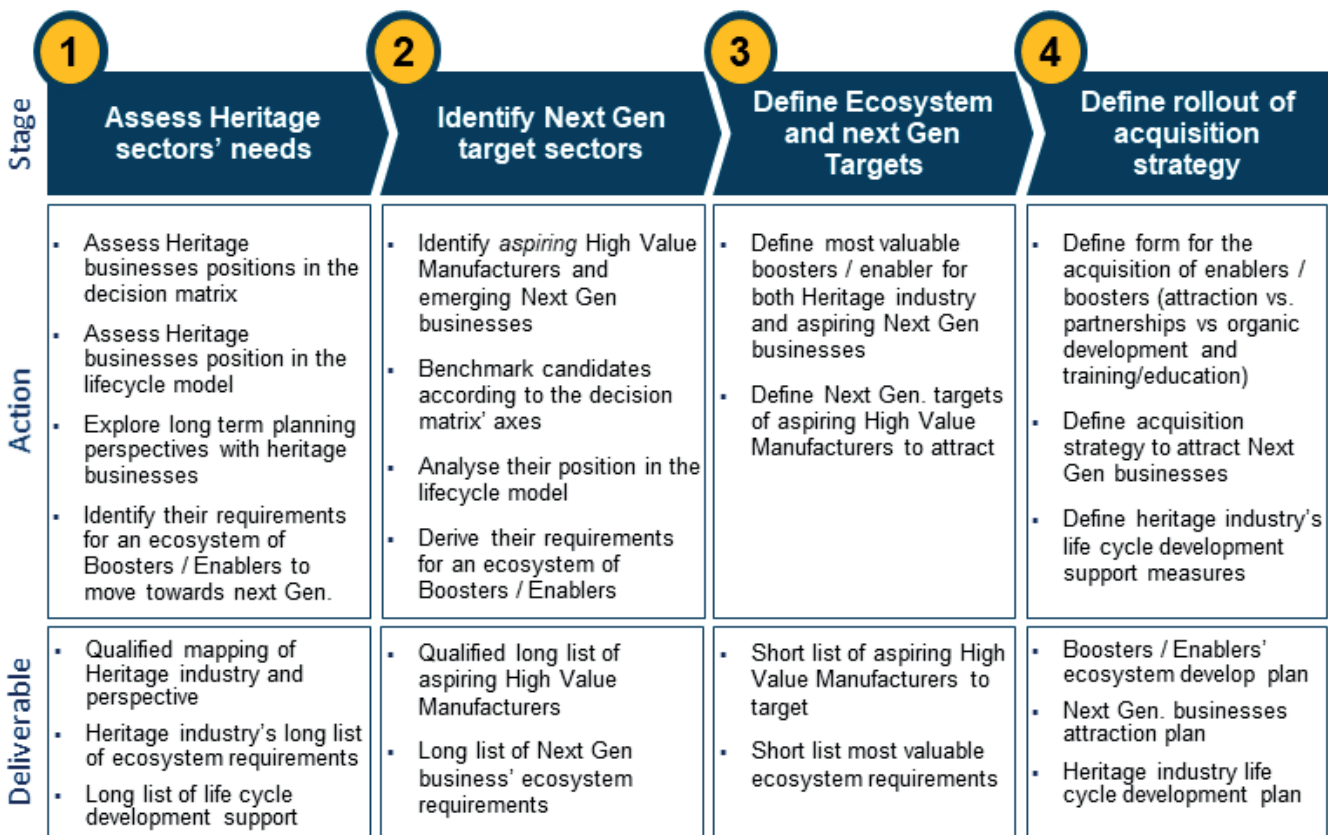 1
2
3
4
Stage
Assess Heritage
sectors' needs
Identify Next Gen
target sectors
Define Ecosystem
and next Gen
Targets
Define rollout of
acquisition
strategy
Action
▪ Assess Heritage
businesses positions in the
decision matrix
▪ Assess Heritage
businesses position in the
lifecycle model
▪ Explore long term planning
perspectives with heritage
businesses
▪ Identify their requirements
for an ecosystem of
Boosters / Enablers to
move towards next Gen.
▪ Identify aspiring High Value
Manufacturers and
emerging Next Gen
businesses
▪ Benchmark candidates
according to the decision
matrix' axes
▪ Analyse their position in the
lifecycle model
▪ Derive their requirements
for an ecosystem of
Boosters / Enablers
▪ Define most valuable
boosters / enabler for
both Heritage industry
and aspiring Next Gen
businesses
▪ Define Next Gen. targets
of aspiring High Value
Manufacturers to attract
▪ Define form for the
acquisition of enablers /
boosters (attraction vs.
partnerships vs organic
development and
training/education)
▪ Define acquisition
strategy to attract Next
Gen businesses
▪ Define heritage industry's
life cycle development
support measures
Deliverable
▪ Qualified mapping of
Heritage industry and
perspective
▪ Heritage industry's long list
of ecosystem requirements
▪ Long list of life cycle
development support
▪ Qualified long list of
aspiring High Value
Manufacturers
▪ Long list of Next Gen
business' ecosystem
requirements
▪ Short list of aspiring High
Value Manufacturers to
target
▪ Short list most valuable
ecosystem requirements
▪ Boosters / Enablers'
ecosystem develop plan
▪ Next Gen. businesses
attraction plan
▪ Heritage industry life
cycle development plan